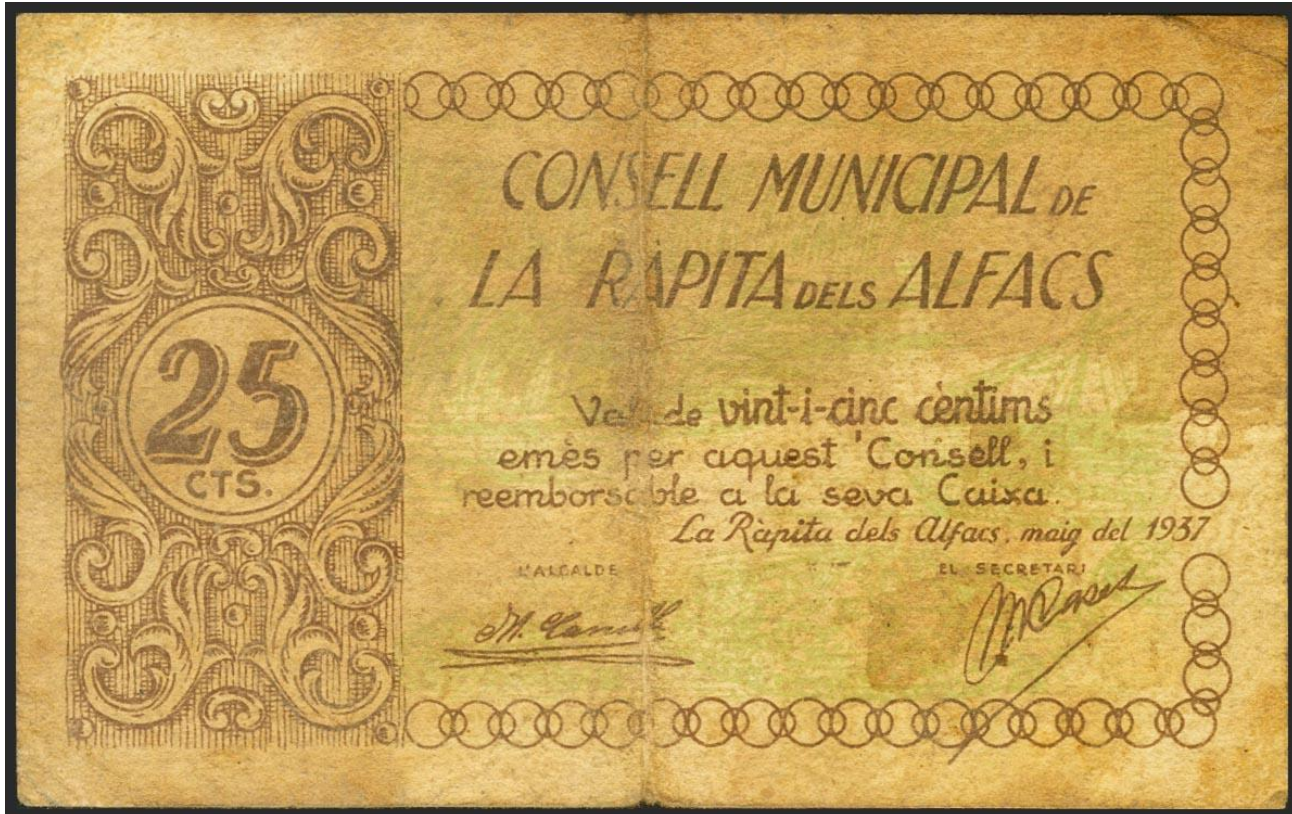 25
CTS.
CONSELL MUNICIPAL DE
LA RÀPITA DELS ALFACS
Val de vint-i-cinc cèntims
emès per aquest Consell, i
reemborsable a la seva Caixa.
La Ràpita dels Alfacs, maig del 1937
L'ALCALDE
EL SECRETARI